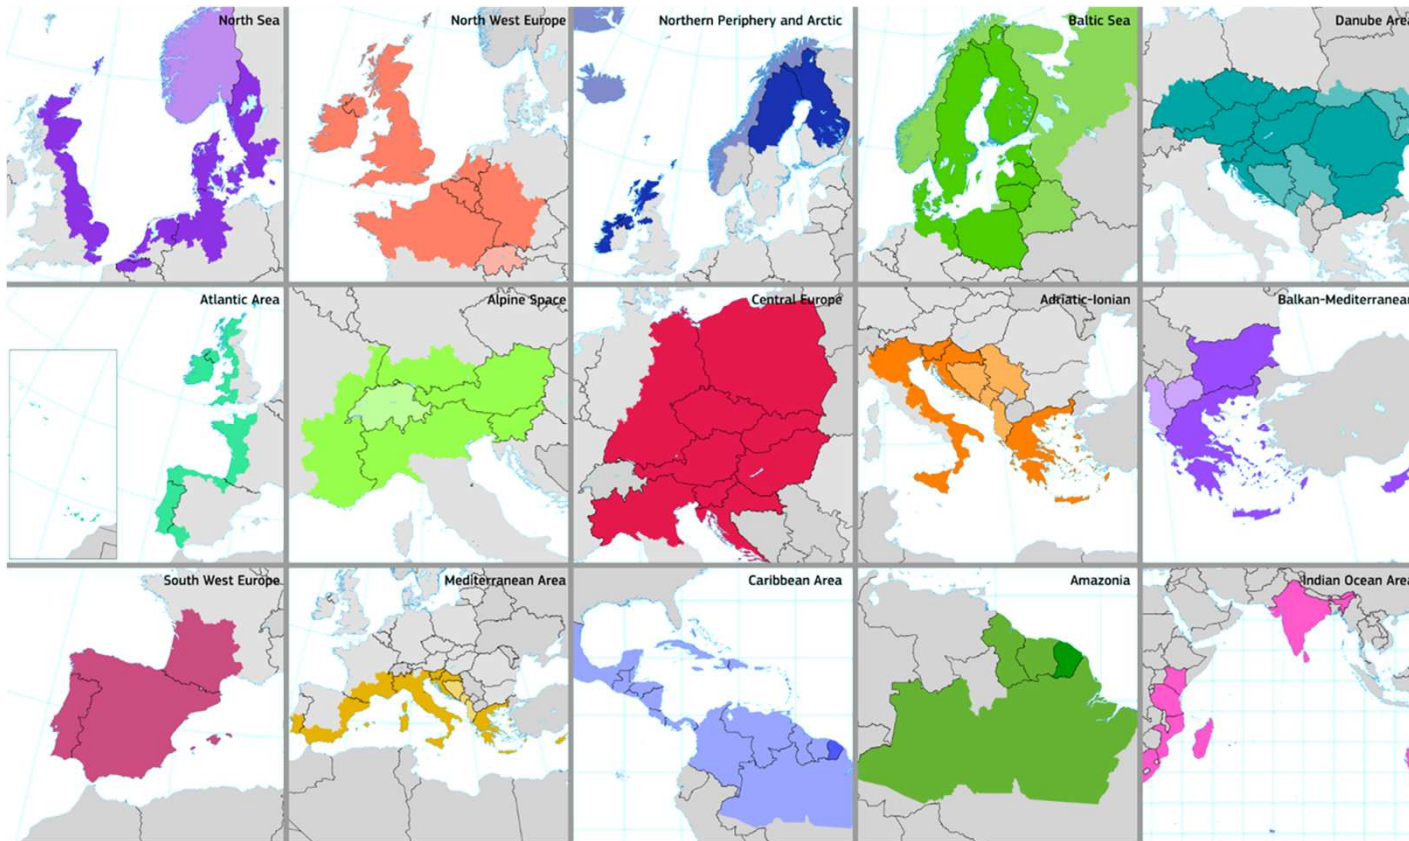 North Sea
North West Europe
Northern Periphery and Arctic
Baltic Sea
Danube Area
Atlantic Area
Alpine Space
Central Europe
Adriatic-Ionian
Balkan-Mediterranean
South West Europe
Mediterranean Area
Caribbean Area
Amazonia
Indian Ocean Area